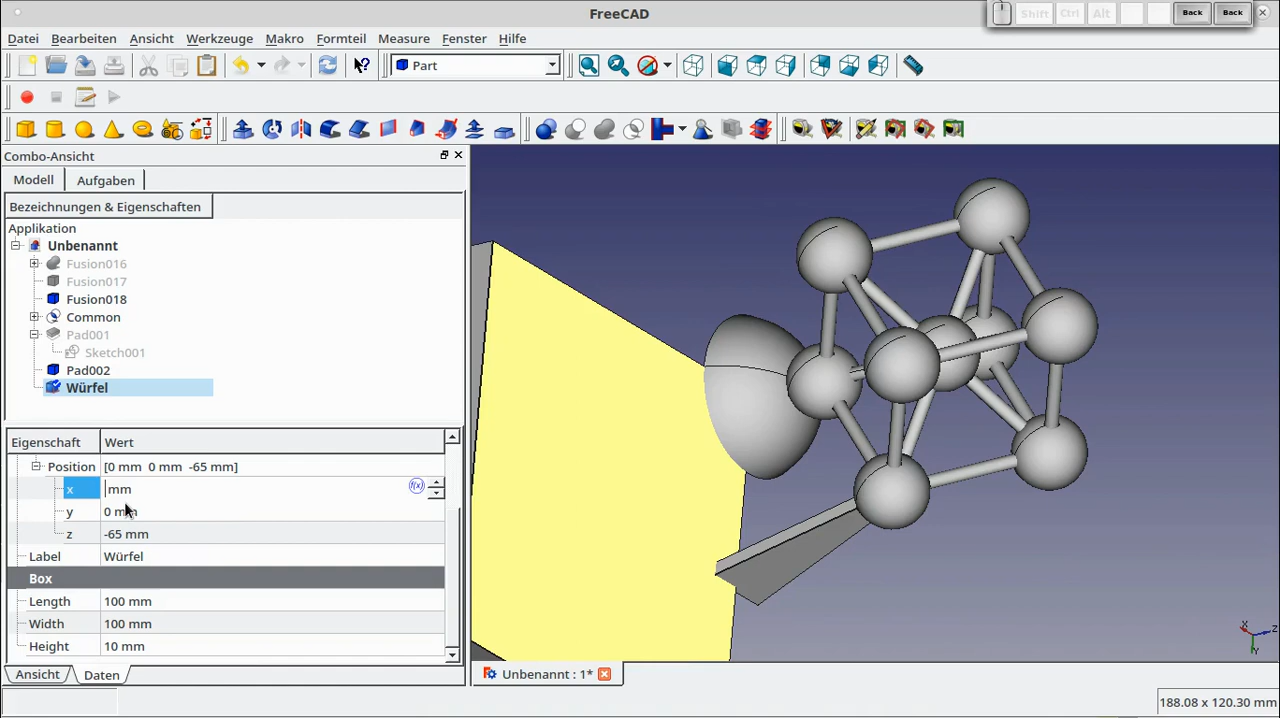 FreeCAD
Shift Ctrl Alt Back Back
Datei Bearbeiten Ansicht Werkzeuge Makro Formteil Measure Fenster Hilfe
Part
Combo-Ansicht
Modell Aufgaben
Bezeichnungen & Eigenschaften
Applikation
Unbenannt
Fusion016
Fusion017
Fusion018
Common
Pad001
Sketch001
Pad002
Würfel
Eigenschaft Wert
Position [0 mm 0 mm -65 mm]
x mm f(x)
y 0 mm
z -65 mm
Label Würfel
Box
Length 100 mm
Width 100 mm
Height 10 mm
Ansicht Daten
Unbenannt : 1*
X Z Y
188.08 x 120.30 mm